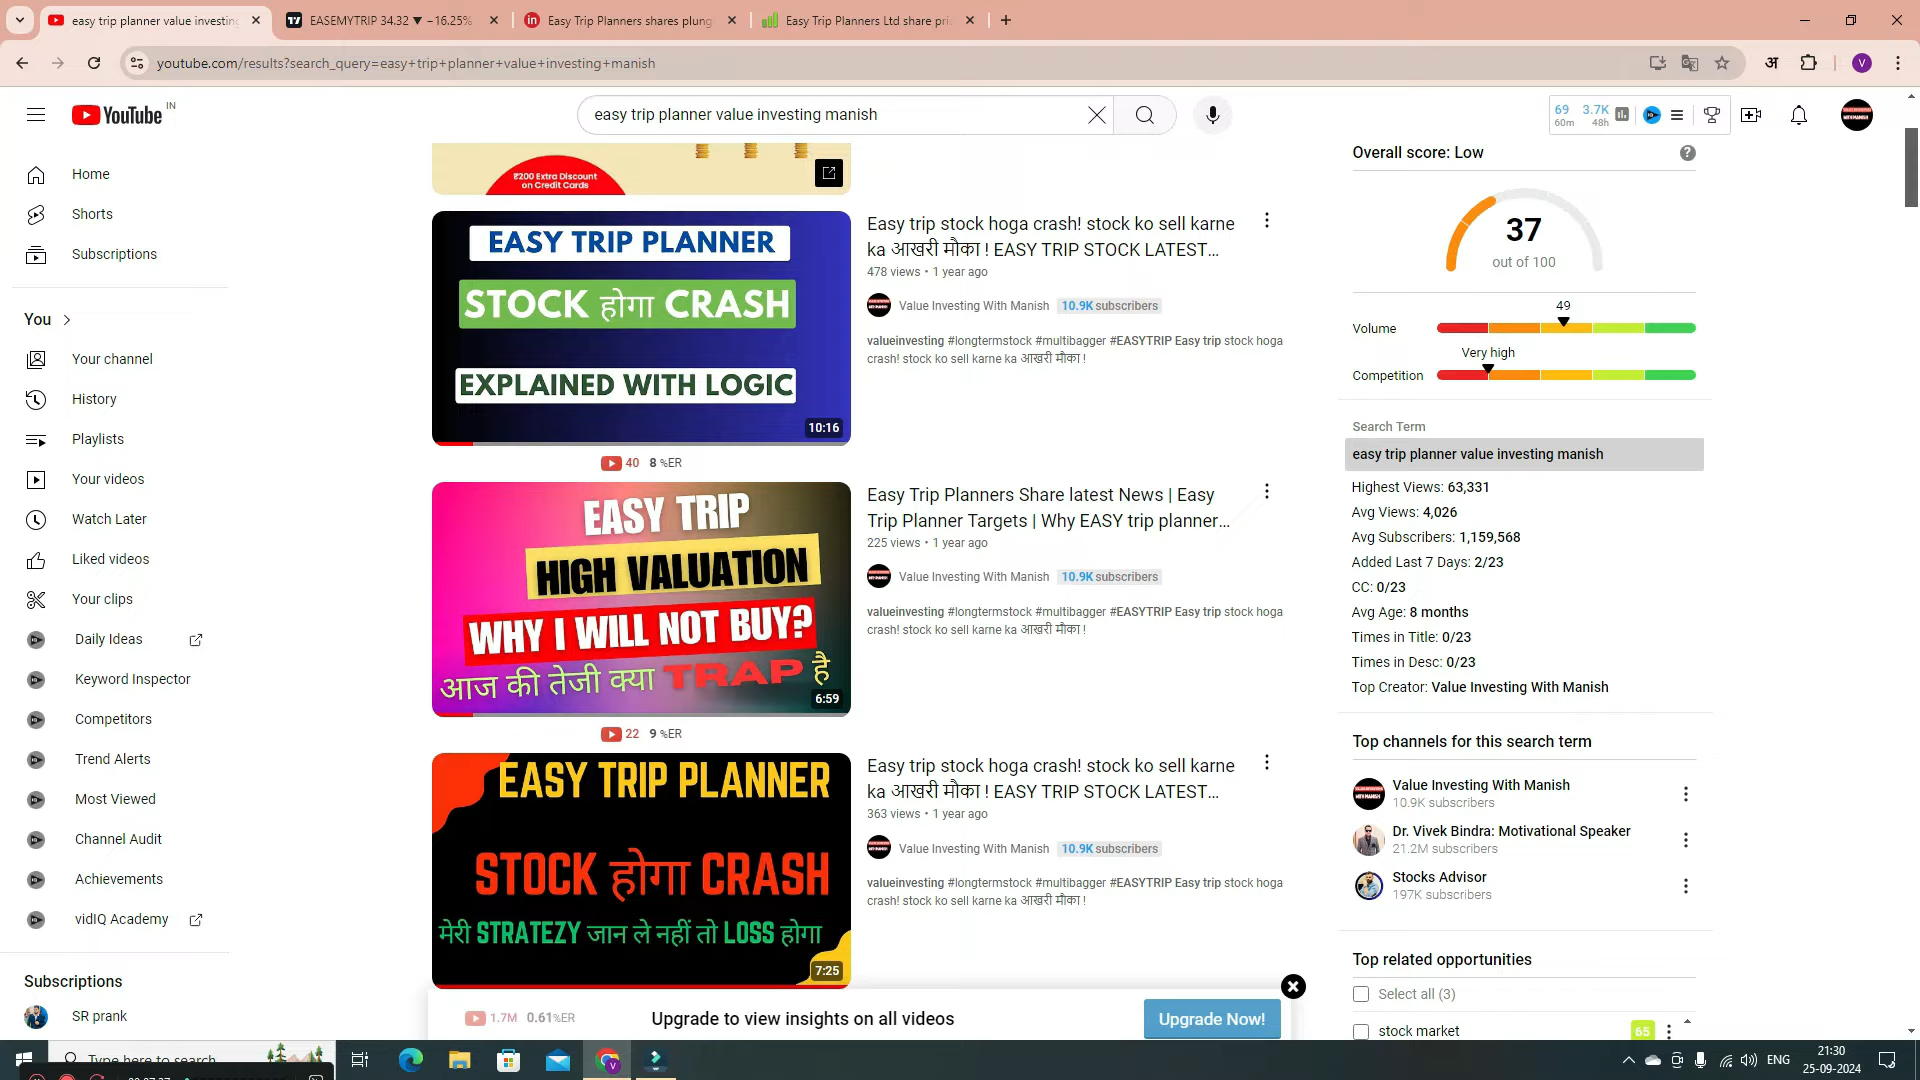 easy trip planner value investing
EASEMYTRIP 34.32 ▼ −16.25%
Easy Trip Planners shares plung
Easy Trip Planners Ltd share pri
youtube.com/results?search_query=easy+trip+planner+value+investing+manish
अ
V
YouTube IN
easy trip planner value investing manish
69
60m
3.7K
48h
Home
Shorts
Subscriptions
You
Your channel
History
Playlists
Your videos
Watch Later
Liked videos
Your clips
Daily Ideas
Keyword Inspector
Competitors
Trend Alerts
Most Viewed
Channel Audit
Achievements
vidIQ Academy
Subscriptions
SR prank
₹200 Extra Discount
on Credit Cards
EASY TRIP PLANNER
STOCK होगा CRASH
EXPLAINED WITH LOGIC
10:16
40 8 %ER
Easy trip stock hoga crash! stock ko sell karne
ka आखरी मौका ! EASY TRIP STOCK LATEST...
478 views • 1 year ago
Value Investing With Manish 10.9K subscribers
valueinvesting #longtermstock #multibagger #EASYTRIP Easy trip stock hoga
crash! stock ko sell karne ka आखरी मौका !
EASY TRIP
HIGH VALUATION
WHY I WILL NOT BUY?
आज की तेजी क्या TRAP है
6:59
22 9 %ER
Easy Trip Planners Share latest News | Easy
Trip Planner Targets | Why EASY trip planner...
225 views • 1 year ago
Value Investing With Manish 10.9K subscribers
valueinvesting #longtermstock #multibagger #EASYTRIP Easy trip stock hoga
crash! stock ko sell karne ka आखरी मौका !
EASY TRIP PLANNER
STOCK होगा CRASH
मेरी STRATEZY जान ले नहीं तो LOSS होगा
7:25
Easy trip stock hoga crash! stock ko sell karne
ka आखरी मौका ! EASY TRIP STOCK LATEST...
363 views • 1 year ago
Value Investing With Manish 10.9K subscribers
valueinvesting #longtermstock #multibagger #EASYTRIP Easy trip stock hoga
crash! stock ko sell karne ka आखरी मौका !
1.7M 0.61%ER
Upgrade to view insights on all videos
Upgrade Now!
Overall score: Low
37
out of 100
49
Volume
Very high
Competition
Search Term
easy trip planner value investing manish
Highest Views: 63,331
Avg Views: 4,026
Avg Subscribers: 1,159,568
Added Last 7 Days: 2/23
CC: 0/23
Avg Age: 8 months
Times in Title: 0/23
Times in Desc: 0/23
Top Creator: Value Investing With Manish
Top channels for this search term
Value Investing With Manish
10.9K subscribers
Dr. Vivek Bindra: Motivational Speaker
21.2M subscribers
Stocks Advisor
197K subscribers
Top related opportunities
Select all (3)
stock market 65
Type here to search
ENG
21:30
25-09-2024